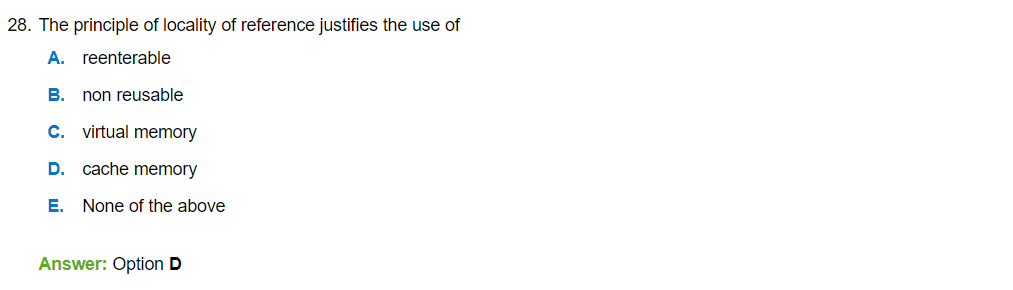 28. The principle of locality of reference justifies the use of
A. reenterable
B. non reusable
C. virtual memory
D. cache memory
E. None of the above
Answer: Option D